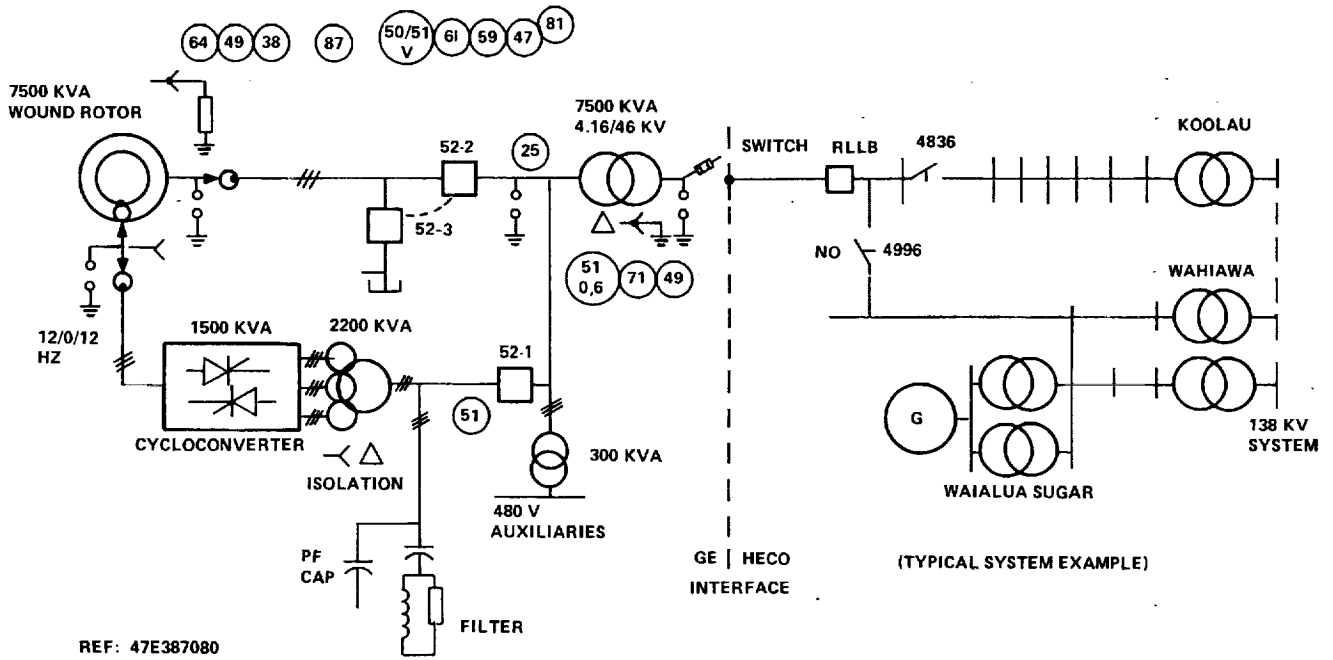 64 49 38 87 50/51 V 61 59 47 81
7500 KVA
WOUND ROTOR
7500 KVA
4.16/46 KV
52-2
25
SWITCH
RLLB
4836
KOOLAU
52-3
NO
4996
51
0,6
71 49
WAHIAWA
12/0/12
HZ
1500 KVA
2200 KVA
52-1
51
CYCLOCONVERTER
ISOLATION
300 KVA
G
138 KV
SYSTEM
WAIALUA SUGAR
480 V
AUXILIARIES
PF
CAP
GE HECO
INTERFACE
(TYPICAL SYSTEM EXAMPLE)
FILTER
REF: 47E387080